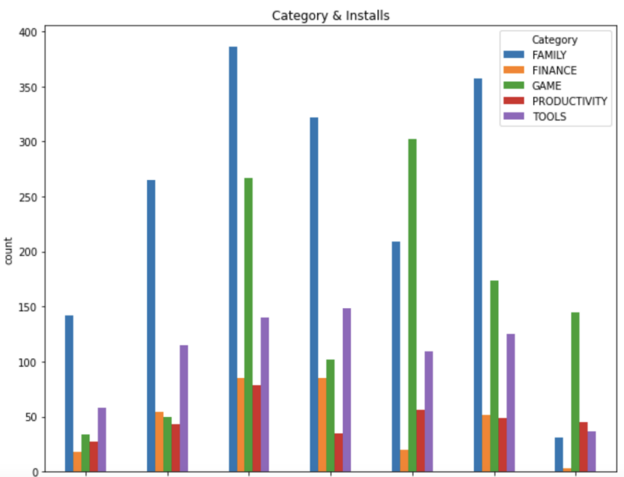 Category & Installs
400
350
300
250
200
150
100
50
0
count
Category
FAMILY
FINANCE
GAME
PRODUCTIVITY
TOOLS